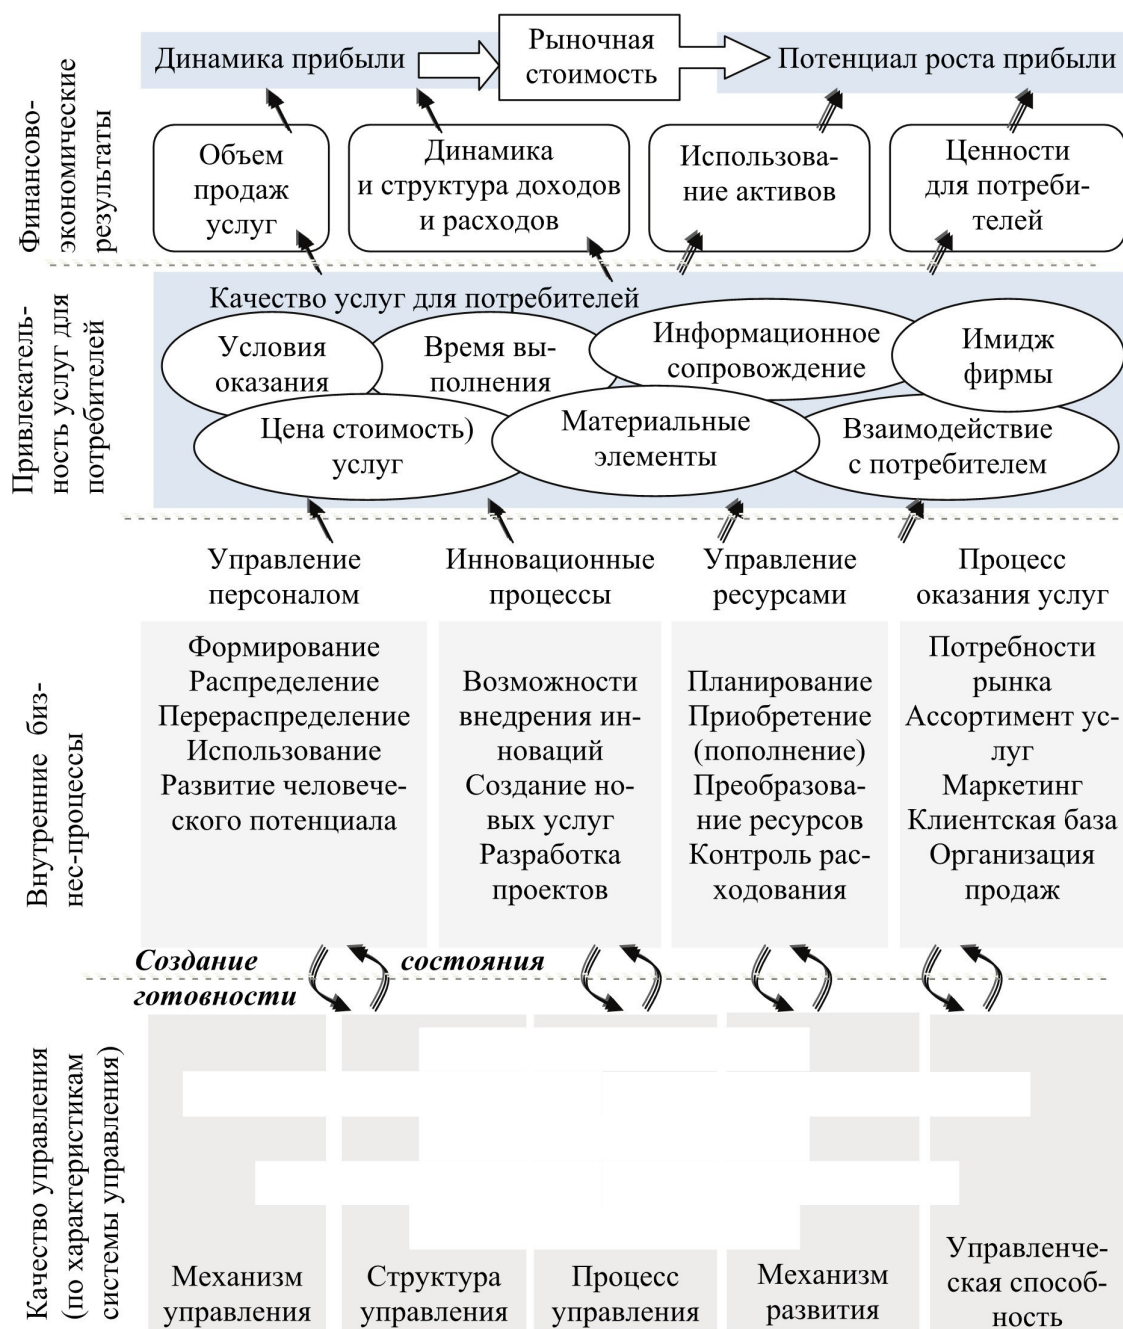 Финансово-
экономические
результаты
Динамика прибыли
Рыночная
стоимость
Потенциал роста прибыли
Объем
продаж
услуг
Динамика
и структура доходов
и расходов
Использова-
ние активов
Ценности
для потреби-
телей
Привлекатель-
ность услуг для
потребителей
Качество услуг для потребителей
Условия
оказания
Время вы-
полнения
Информационное
сопровождение
Имидж
фирмы
Цена стоимость)
услуг
Материальные
элементы
Взаимодействие
с потребителем
Внутренние биз-
нес-процессы
Управление
персоналом
Инновационные
процессы
Управление
ресурсами
Процесс
оказания услуг
Формирование
Распределение
Перераспределение
Использование
Развитие человече-
ского потенциала
Возможности
внедрения ин-
новаций
Создание но-
вых услуг
Разработка
проектов
Планирование
Приобретение
(пополнение)
Преобразова-
ние ресурсов
Контроль рас-
ходования
Потребности
рынка
Ассортимент ус-
луг
Маркетинг
Клиентская база
Организация
продаж
Создание состояния
готовности
Качество управления
(по характеристикам
системы управления)
Механизм
управления
Структура
управления
Процесс
управления
Механизм
развития
Управленче-
ская способ-
ность